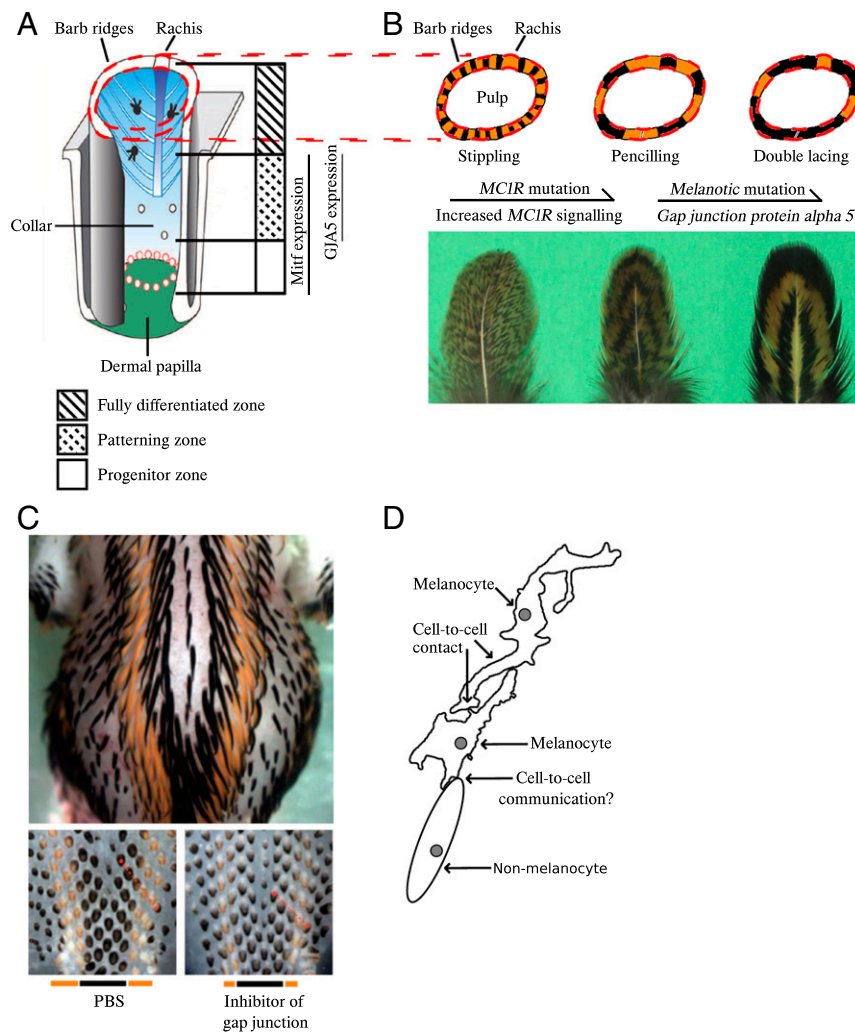 A
Barb ridges
Rachis
Collar
Mitf expression
GJA5 expression
Dermal papilla
Fully differentiated zone
Patterning zone
Progenitor zone
B
Barb ridges
Rachis
Pulp
Stippling
Pencilling
Double lacing
MC1R mutation
Increased MC1R signalling
Melanotic mutation
Gap junction protein alpha 5
C
PBS
Inhibitor of
gap junction
D
Melanocyte
Cell-to-cell
contact
Melanocyte
Cell-to-cell
communication?
Non-melanocyte